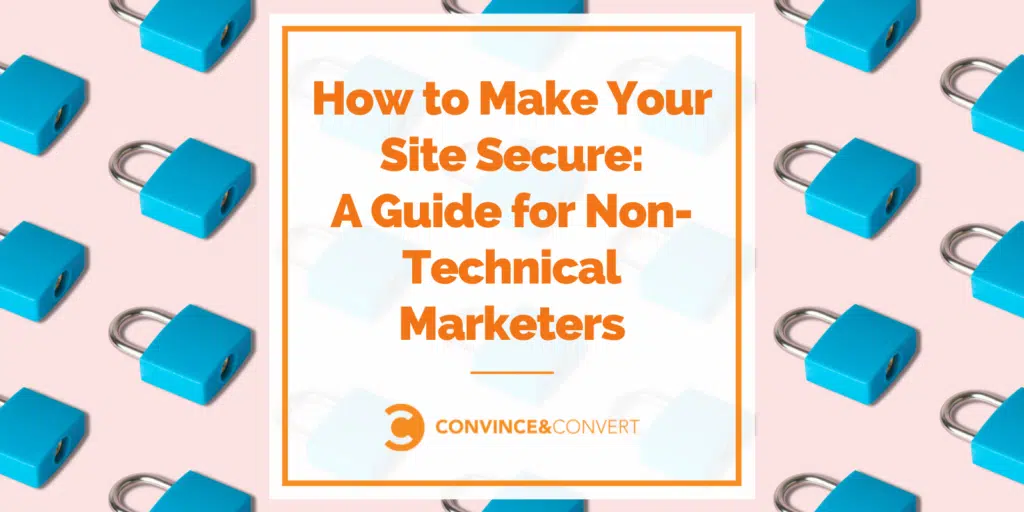 How to Make Your
Site Secure:
A Guide for Non-
Technical
Marketers
CONVINCE&CONVERT